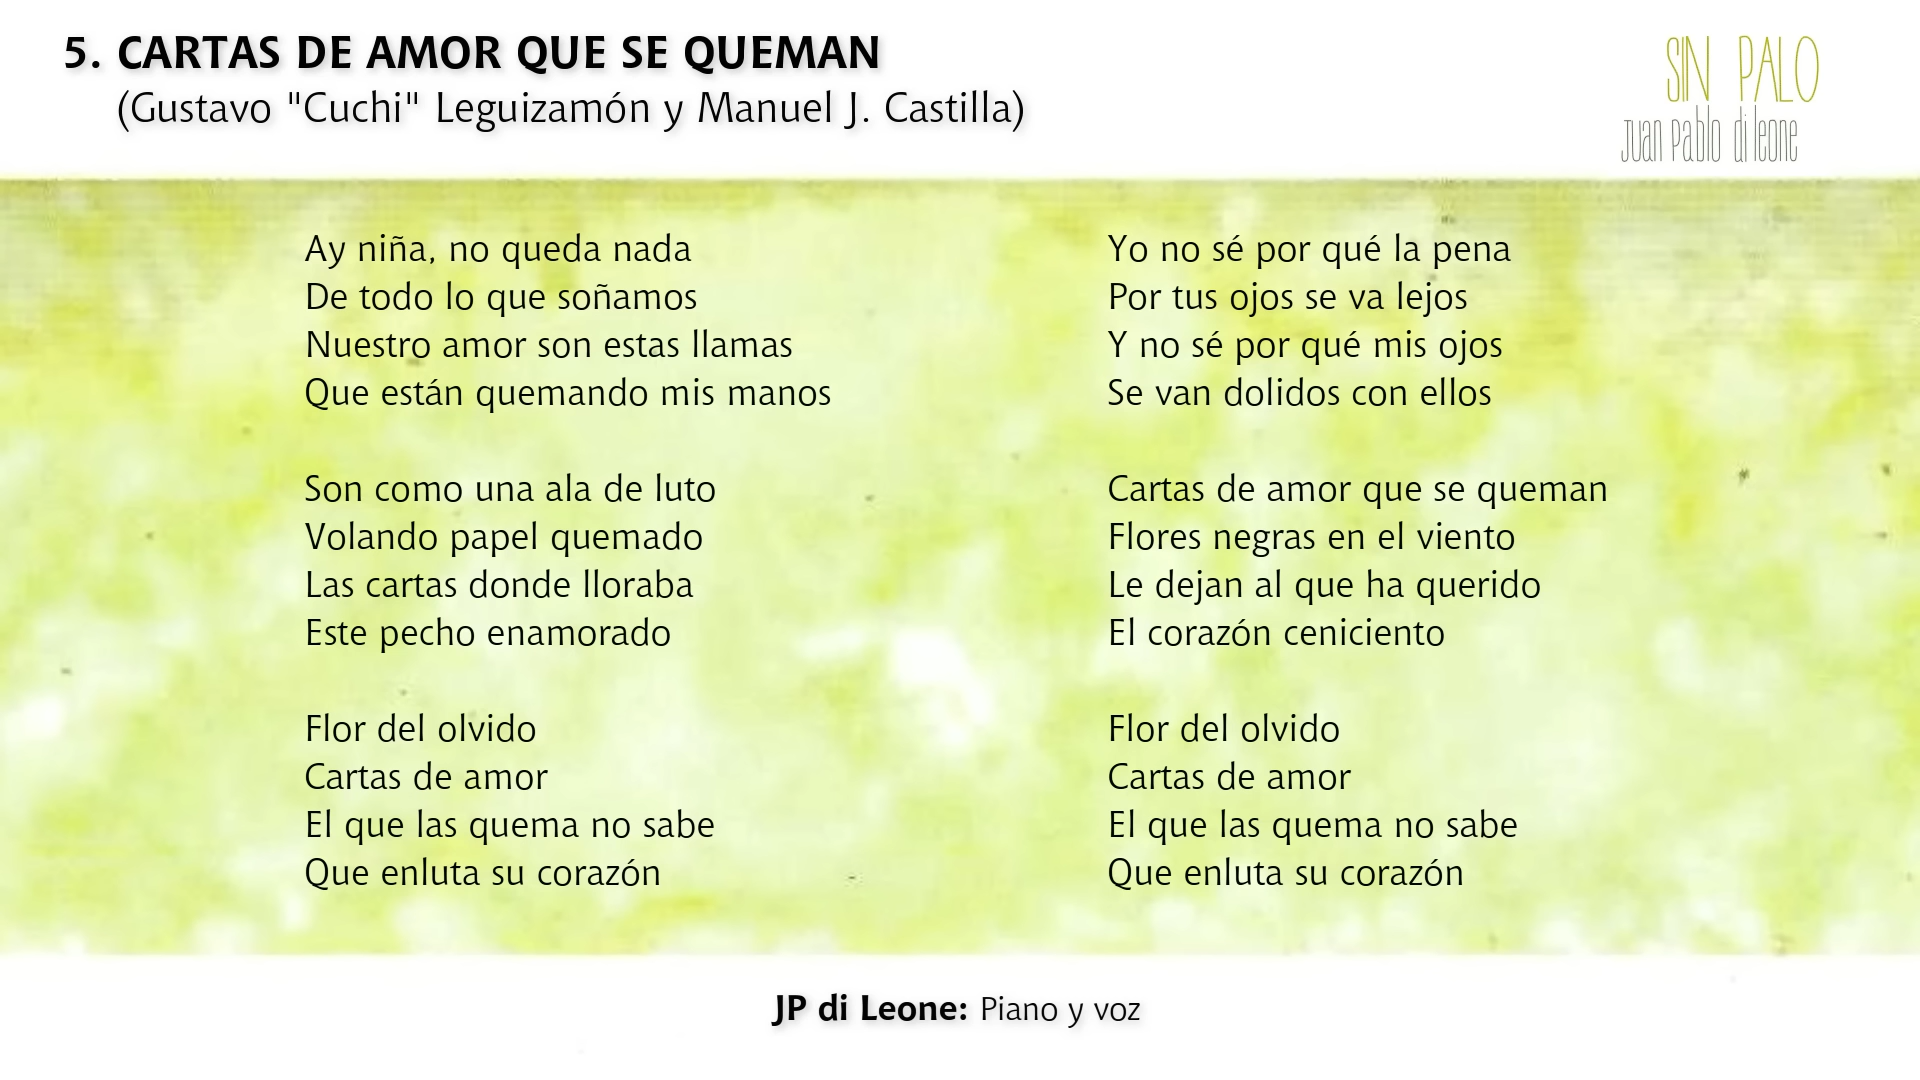 5. CARTAS DE AMOR QUE SE QUEMAN
(Gustavo "Cuchi" Leguizamón y Manuel J. Castilla)
SIN PALO
Juan Pablo di leone
Ay niña, no queda nada
De todo lo que soñamos
Nuestro amor son estas llamas
Que están quemando mis manos
Son como una ala de luto
Volando papel quemado
Las cartas donde lloraba
Este pecho enamorado
Flor del olvido
Cartas de amor
El que las quema no sabe
Que enluta su corazón
Yo no sé por qué la pena
Por tus ojos se va lejos
Y no sé por qué mis ojos
Se van dolidos con ellos
Cartas de amor que se queman
Flores negras en el viento
Le dejan al que ha querido
El corazón ceniciento
Flor del olvido
Cartas de amor
El que las quema no sabe
Que enluta su corazón
JP di Leone: Piano y voz